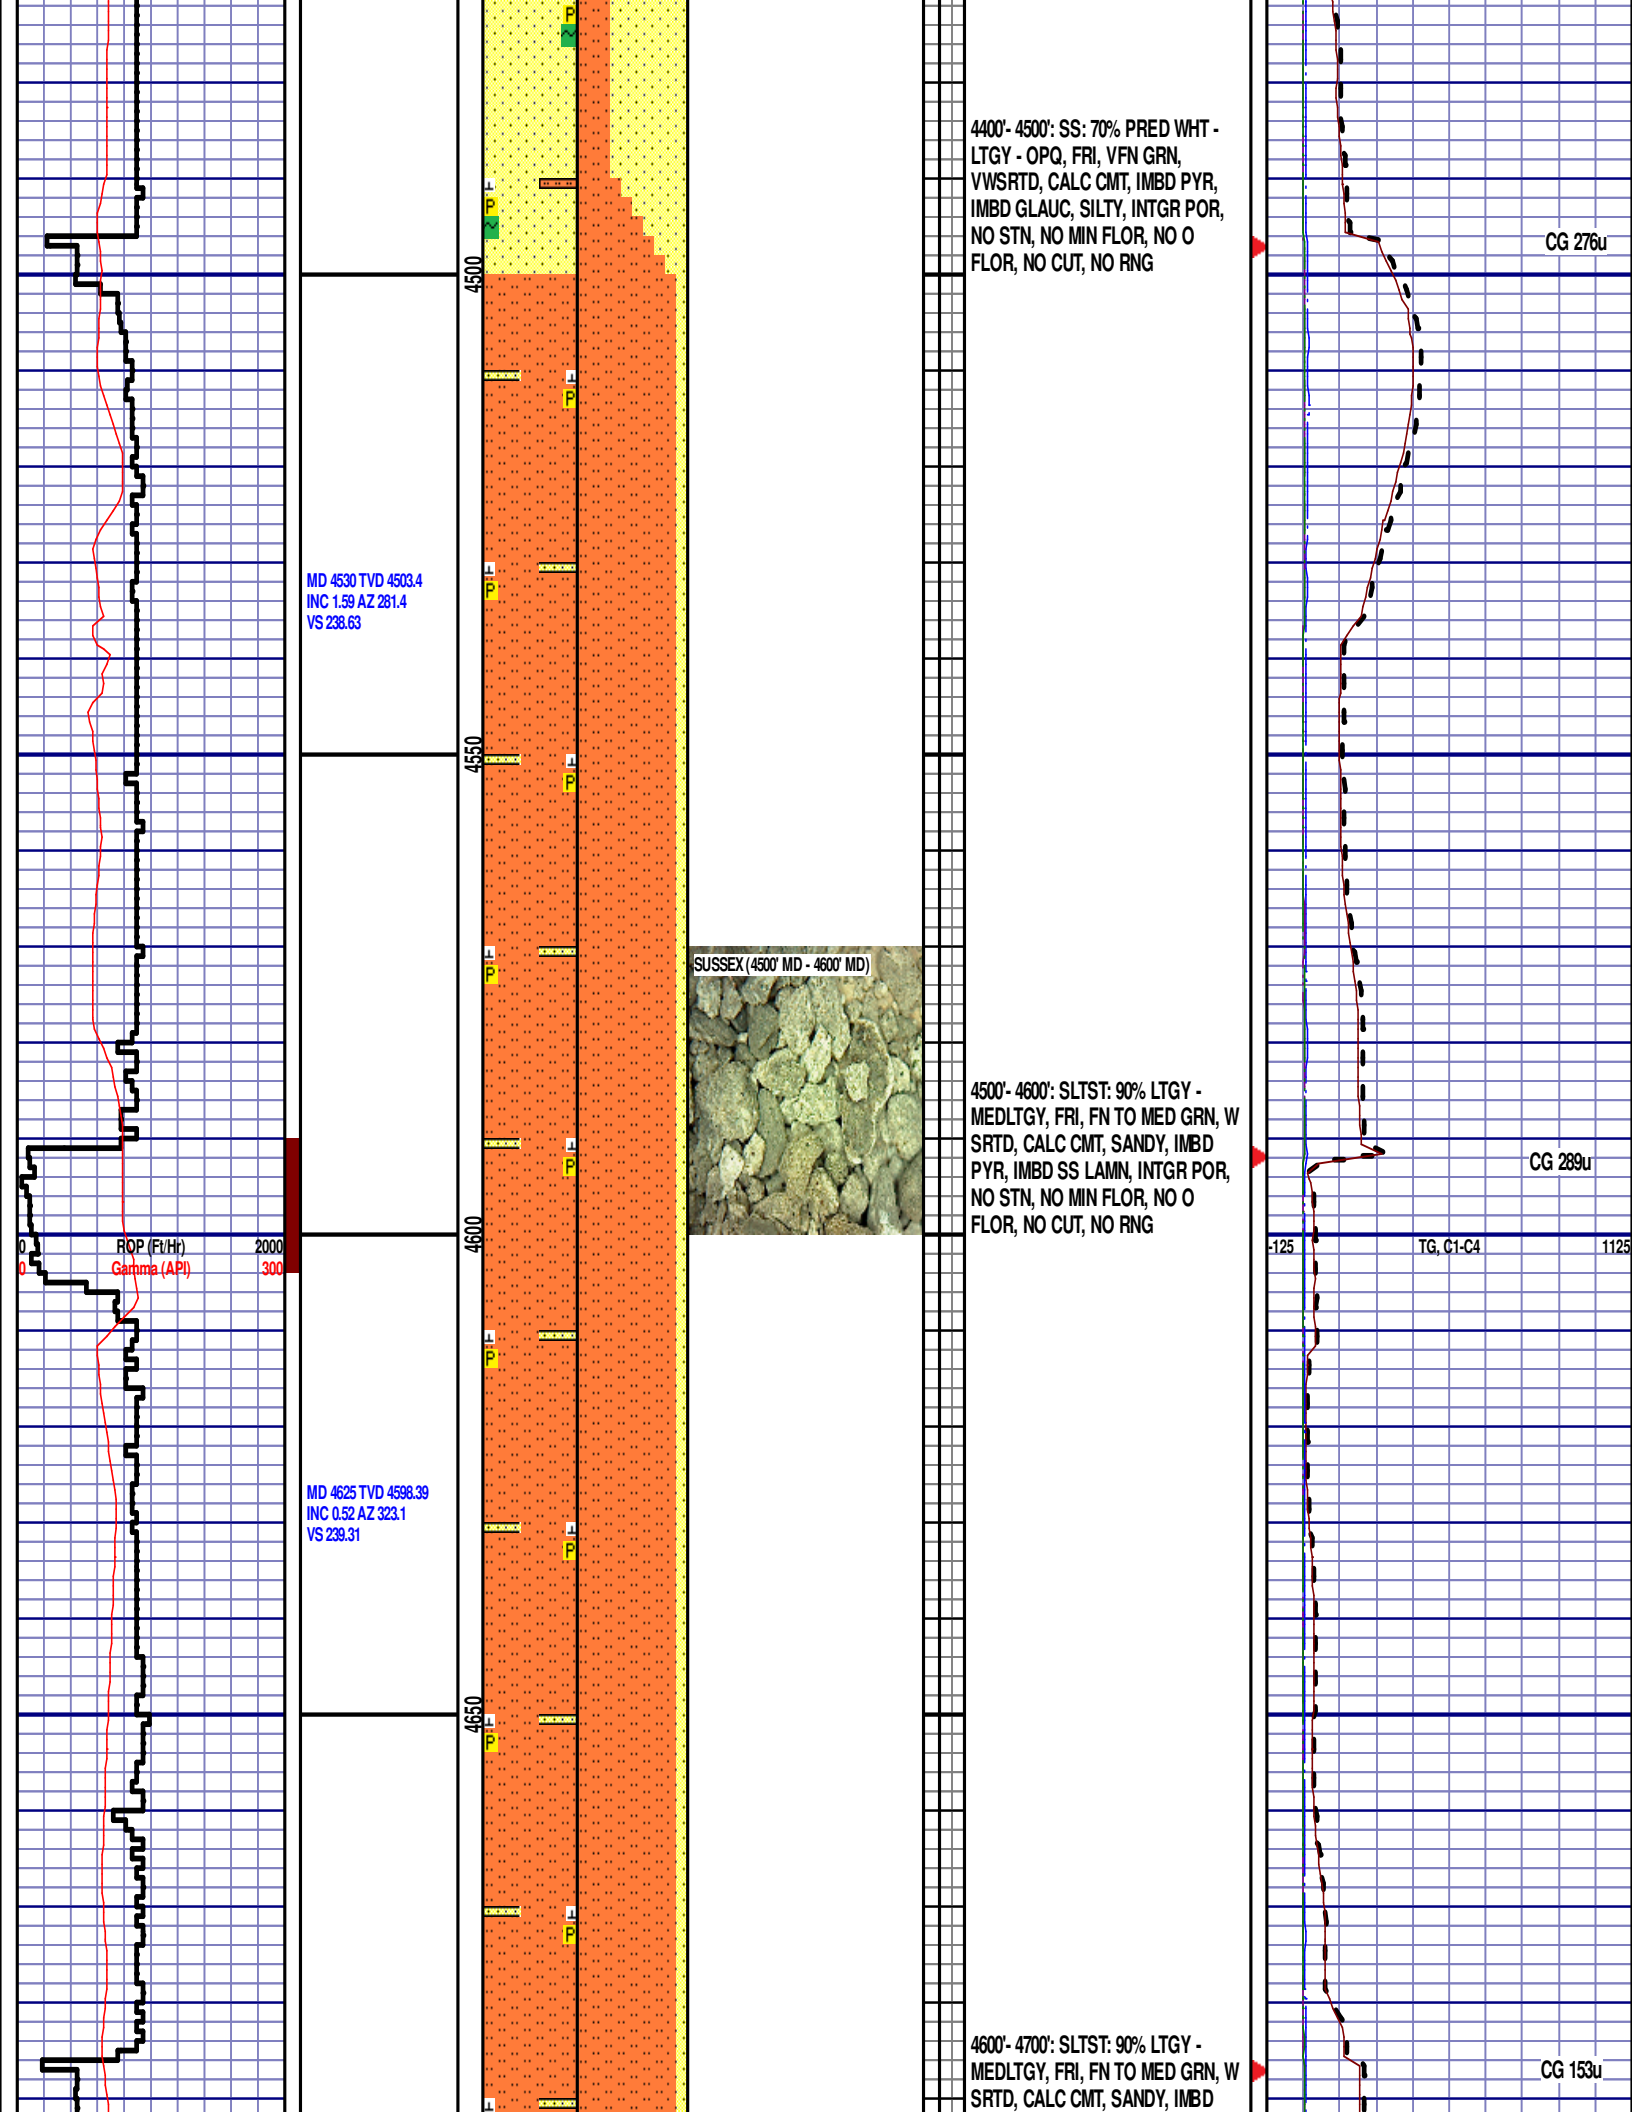 P
4400'- 4500': SS: 70% PRED WHT -
LTGY - OPQ, FRI, VFN GRN,
VWSRTD, CALC CMT, IMBD PYR,
IMBD GLAUC, SILTY, INTGR POR,
NO STN, NO MIN FLOR, NO O
FLOR, NO CUT, NO RNG
P
CG 276u
4500
P
MD 4530 TVD 4503.4
INC 1.59 AZ 281.4
VS 238.63
P
4550
P
P
SUSSEX (4500' MD - 4600' MD)
4500'- 4600': SLTST: 90% LTGY -
MEDLTGY, FRI, FN TO MED GRN, W
SRTD, CALC CMT, SANDY, IMBD
PYR, IMBD SS LAMN, INTGR POR,
NO STN, NO MIN FLOR, NO O
FLOR, NO CUT, NO RNG
P
CG 289u
4600
0 ROP (Ft/Hr) 2000
0 Gamma (API) 300
-125 TG, C1-C4 1125
P
MD 4625 TVD 4598.39
INC 0.52 AZ 323.1
VS 239.31
P
4650
P
P
4600'- 4700': SLTST: 90% LTGY -
MEDLTGY, FRI, FN TO MED GRN, W
SRTD, CALC CMT, SANDY, IMBD
CG 153u